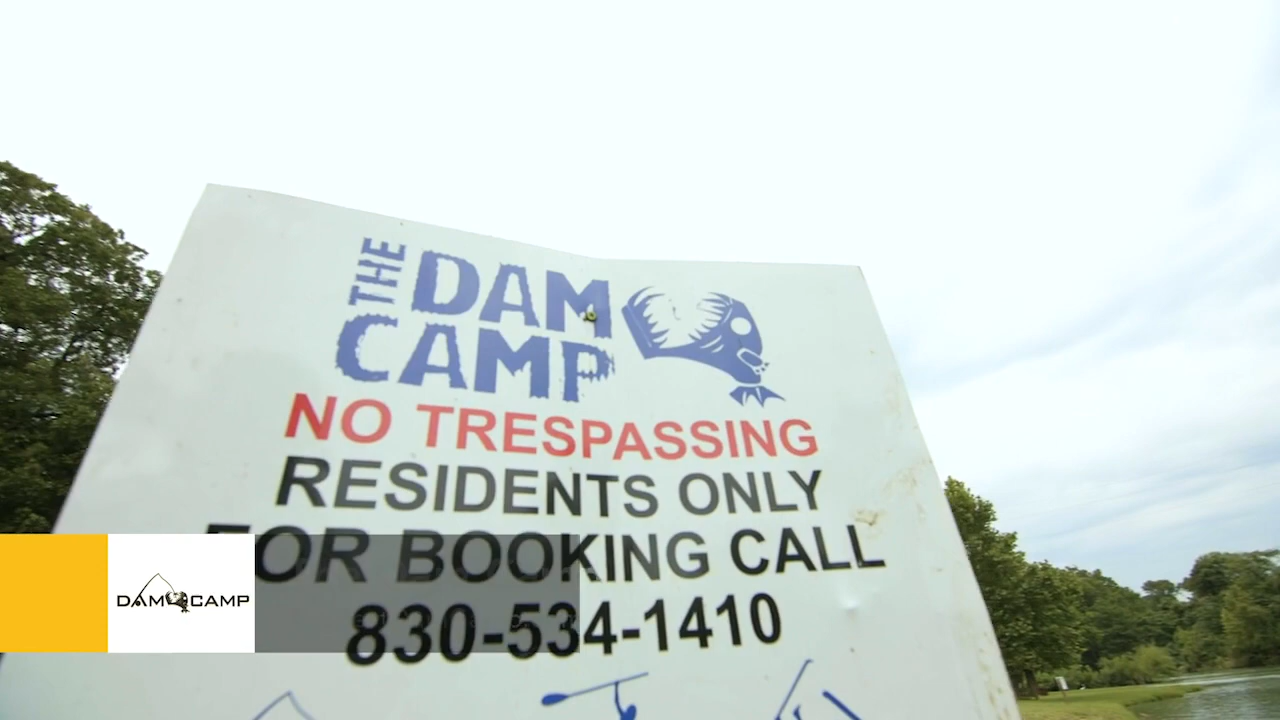 THE
DAM
CAMP
NO TRESPASSING
RESIDENTS ONLY
FOR BOOKING CALL
830-534-1410
DAM CAMP